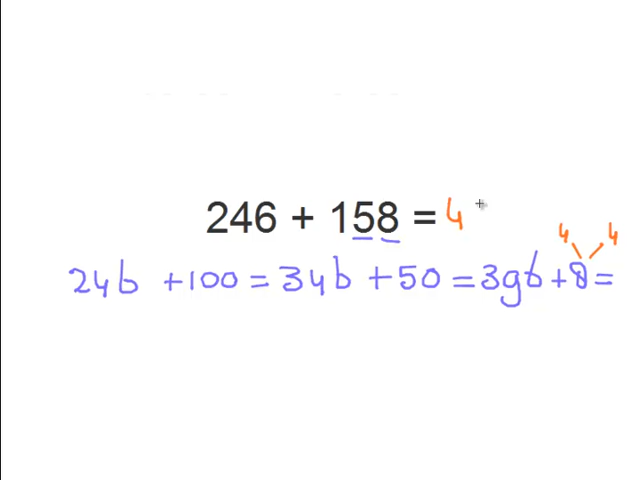 246 + 158 = 4
4 4
246 + 100 = 346 + 50 = 396 + 8 =